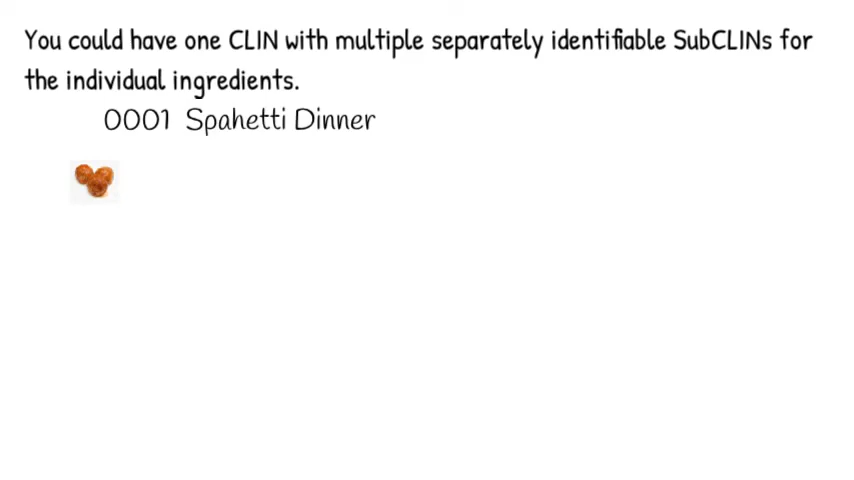 You could have one CLIN with multiple separately identifiable SubCLINs for
the individual ingredients.
0001 Spahetti Dinner